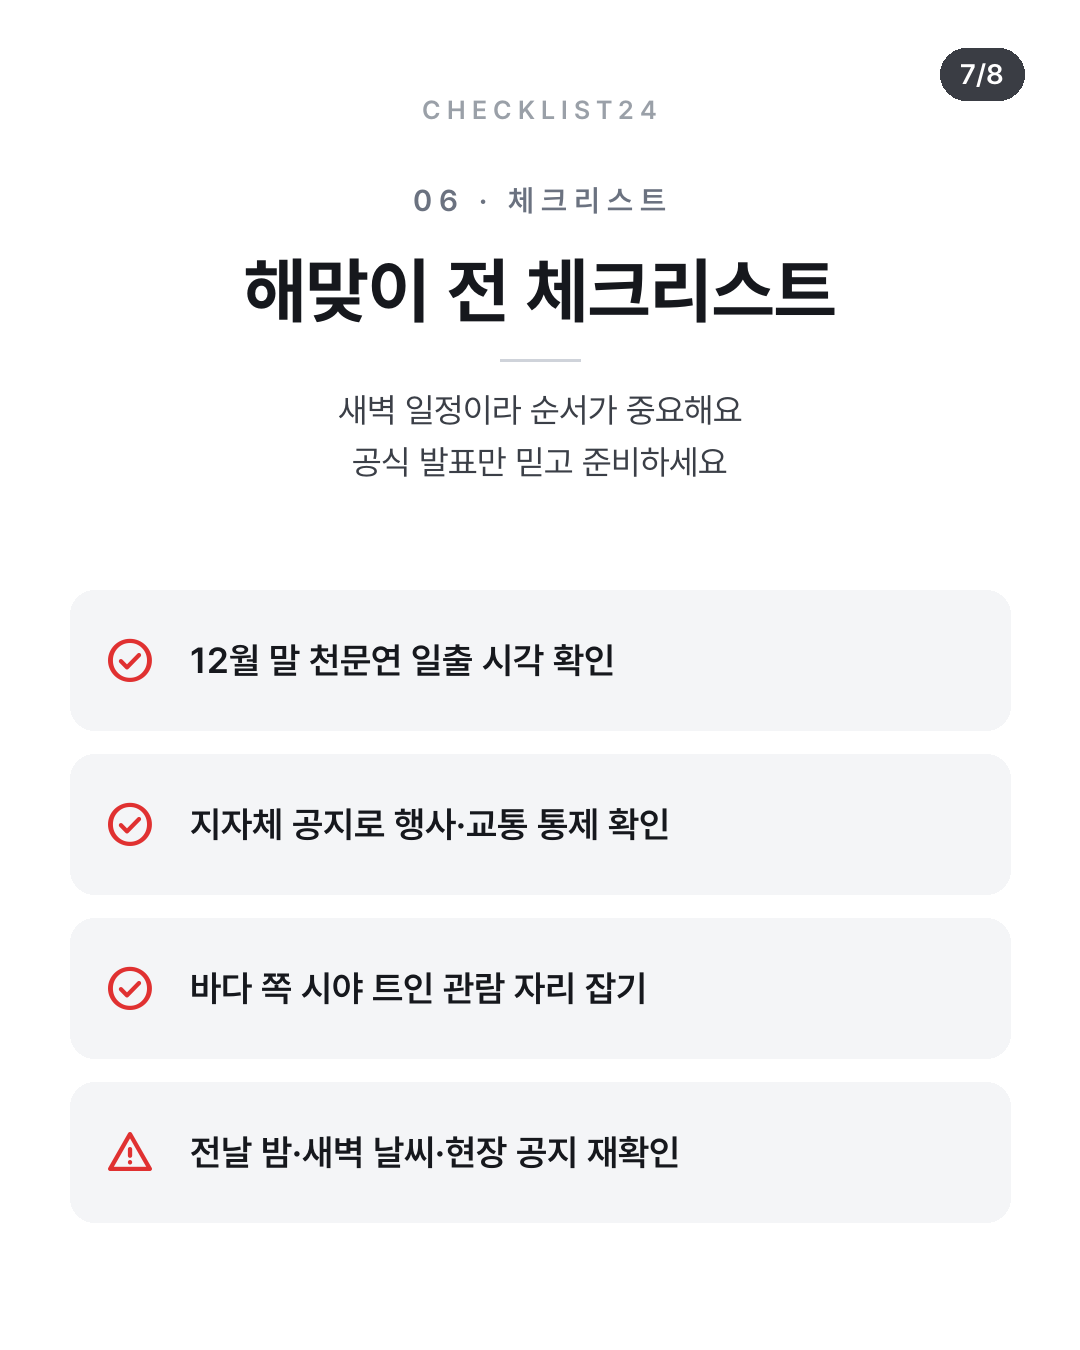 7/8
CHECKLIST24
06 · 체크리스트
해맞이 전 체크리스트
새벽 일정이라 순서가 중요해요
공식 발표만 믿고 준비하세요
12월 말 천문연 일출 시각 확인
지자체 공지로 행사·교통 통제 확인
바다 쪽 시야 트인 관람 자리 잡기
전날 밤·새벽 날씨·현장 공지 재확인